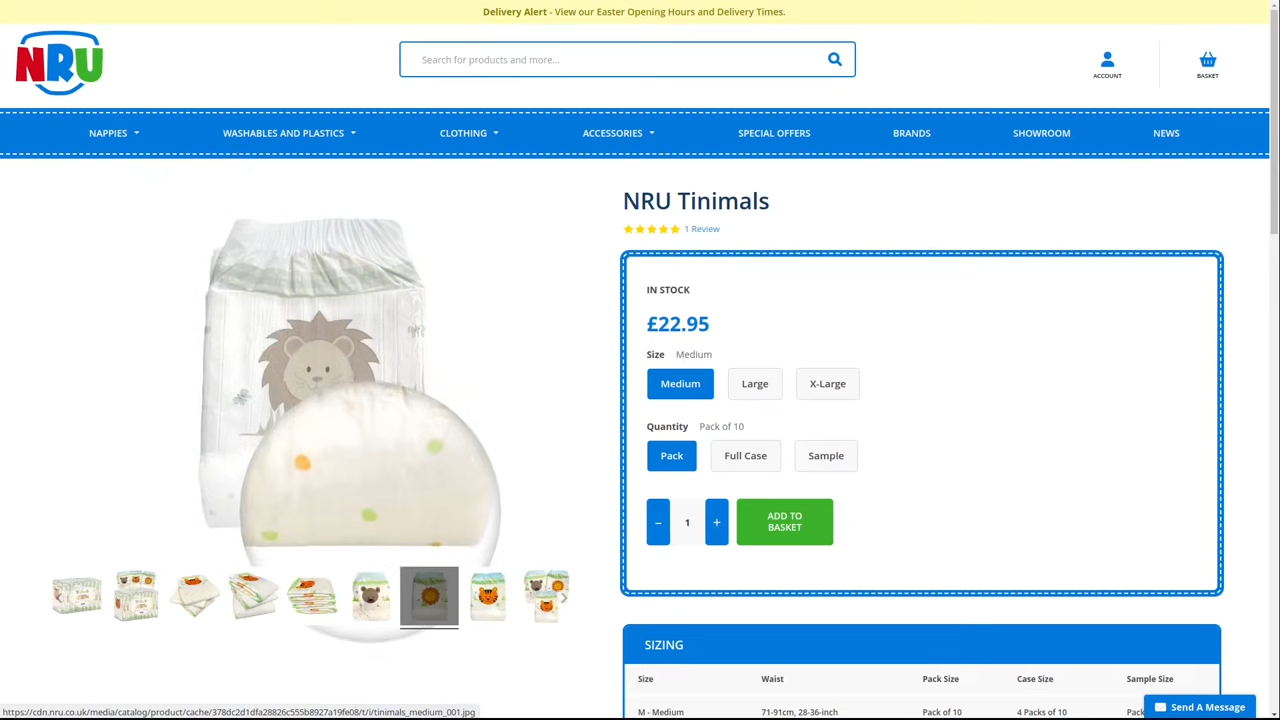 Delivery Alert - View our Easter Opening Hours and Delivery Times.
NRU
Search for products and more...
ACCOUNT
BASKET
NAPPIES
WASHABLES AND PLASTICS
CLOTHING
ACCESSORIES
SPECIAL OFFERS
BRANDS
SHOWROOM
NEWS
NRU Tinimals
1 Review
IN STOCK
£22.95
Size Medium
Medium
Large
X-Large
Quantity Pack of 10
Pack
Full Case
Sample
–
1
+
ADD TO
BASKET
SIZING
Size Waist Pack Size Case Size Sample Size
M - Medium 71-91cm, 28-36-inch Pack of 10 4 Packs of 10 Pack
Send A Message
https://cdn.nru.co.uk/media/catalog/product/cache/378dc2d1dfa28826c555b8927a19fe08/t/i/tinimals_medium_001.jpg